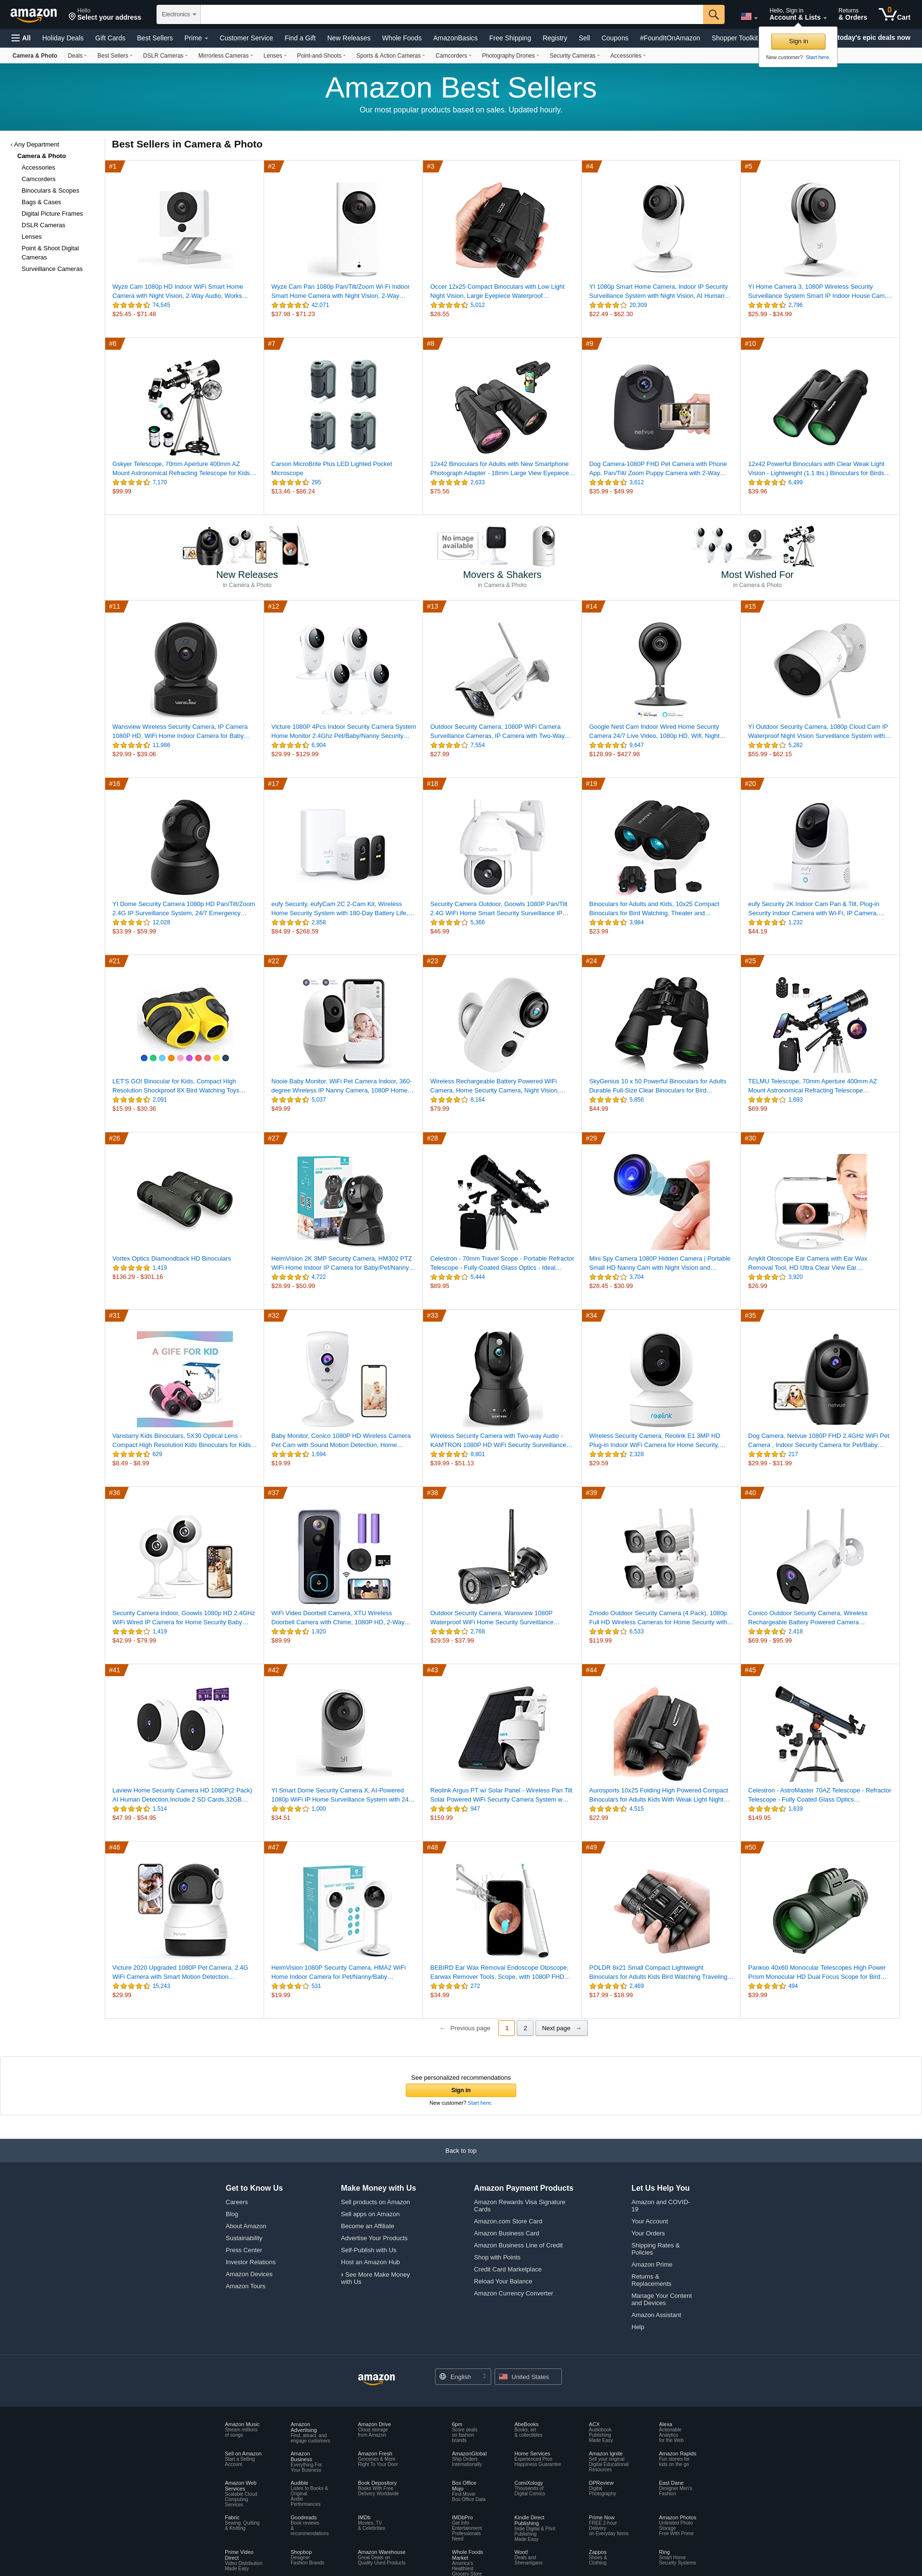 amazon
Hello
Select your address
Electronics
Hello, Sign in
Account & Lists
Returns
& Orders
0
Cart
All
Holiday Deals
Gift Cards
Best Sellers
Prime
Customer Service
Find a Gift
New Releases
Whole Foods
AmazonBasics
Free Shipping
Registry
Sell
Coupons
#FoundItOnAmazon
Shopper Toolkit
today's epic deals now
Sign in
New customer? Start here.
Camera & Photo
Deals
Best Sellers
DSLR Cameras
Mirrorless Cameras
Lenses
Point-and-Shoots
Sports & Action Cameras
Camcorders
Photography Drones
Security Cameras
Accessories
Amazon Best Sellers
Our most popular products based on sales. Updated hourly.
‹ Any Department
Camera & Photo
Accessories
Camcorders
Binoculars & Scopes
Bags & Cases
Digital Picture Frames
DSLR Cameras
Lenses
Point & Shoot Digital
Cameras
Surveillance Cameras
Best Sellers in Camera & Photo
#1
Wyze Cam 1080p HD Indoor WiFi Smart Home
Camera with Night Vision, 2-Way Audio, Works…
74,545
$25.45 - $71.48
#2
Wyze Cam Pan 1080p Pan/Tilt/Zoom Wi-Fi Indoor
Smart Home Camera with Night Vision, 2-Way…
42,071
$37.98 - $71.23
#3
Occer 12x25 Compact Binoculars with Low Light
Night Vision, Large Eyepiece Waterproof…
5,012
$28.55
#4
YI 1080p Smart Home Camera, Indoor IP Security
Surveillance System with Night Vision, AI Human…
20,309
$22.49 - $62.30
#5
YI Home Camera 3, 1080P Wireless Security
Surveillance System Smart IP Indoor House Cam,…
2,796
$25.99 - $34.99
#6
Gskyer Telescope, 70mm Aperture 400mm AZ
Mount Astronomical Refracting Telescope for Kids…
7,170
$99.99
#7
Carson MicroBrite Plus LED Lighted Pocket
Microscope
295
$13.46 - $86.24
#8
12x42 Binoculars for Adults with New Smartphone
Photograph Adapter - 18mm Large View Eyepiece…
2,633
$75.56
#9
netvue
Dog Camera-1080P FHD Pet Camera with Phone
App, Pan/Tilt/ Zoom Puppy Camera with 2-Way…
3,612
$35.99 - $49.99
#10
12x42 Powerful Binoculars with Clear Weak Light
Vision - Lightweight (1.1 lbs.) Binoculars for Birds…
6,499
$39.96
New Releases
in Camera & Photo
No image
available
Movers & Shakers
in Camera & Photo
Most Wished For
in Camera & Photo
#11
wansview
Wansview Wireless Security Camera, IP Camera
1080P HD, WiFi Home Indoor Camera for Baby…
11,986
$29.99 - $39.06
#12
Victure 1080P 4Pcs Indoor Security Camera System
Home Monitor 2.4Ghz Pet/Baby/Nanny Security…
6,904
$29.99 - $129.99
#13
Outdoor Security Camera, 1080P WiFi Camera
Surveillance Cameras, IP Camera with Two-Way…
7,554
$27.99
#14
Google Nest Cam Indoor Wired Home Security
Camera 24/7 Live Video, 1080p HD, Wifi, Night…
9,647
$128.99 - $427.98
#15
YI Outdoor Security Camera, 1080p Cloud Cam IP
Waterproof Night Vision Surveillance System with…
5,282
$55.99 - $62.15
#16
YI Dome Security Camera 1080p HD Pan/Tilt/Zoom
2.4G IP Surveillance System, 24/7 Emergency…
12,028
$33.99 - $59.99
#17
eufy Security, eufyCam 2C 2-Cam Kit, Wireless
Home Security System with 180-Day Battery Life,…
2,858
$84.99 - $268.59
#18
Security Camera Outdoor, Goowls 1080P Pan/Tilt
2.4G WiFi Home Smart Security Surveillance IP…
5,366
$46.99
#19
Binoculars for Adults and Kids, 10x25 Compact
Binoculars for Bird Watching, Theater and…
3,984
$23.99
#20
eufy Security 2K Indoor Cam Pan & Tilt, Plug-in
Security Indoor Camera with Wi-Fi, IP Camera,…
1,232
$44.19
#21
LET'S GO! Binocular for Kids, Compact High
Resolution Shockproof 8X Bird Watching Toys…
2,091
$15.99 - $30.36
#22
Nooie Baby Monitor, WiFi Pet Camera Indoor, 360-
degree Wireless IP Nanny Camera, 1080P Home…
5,037
$49.99
#23
Wireless Rechargeable Battery Powered WiFi
Camera, Home Security Camera, Night Vision,…
8,164
$79.99
#24
SkyGenius 10 x 50 Powerful Binoculars for Adults
Durable Full-Size Clear Binoculars for Bird…
5,856
$44.99
#25
TELMU Telescope, 70mm Aperture 400mm AZ
Mount Astronomical Refracting Telescope…
1,693
$69.99
#26
Vortex Optics Diamondback HD Binoculars
1,419
$136.29 - $301.16
#27
HeimVision 2K 3MP Security Camera, HM302 PTZ
WiFi Home Indoor IP Camera for Baby/Pet/Nanny…
4,722
$28.99 - $50.99
#28
Celestron - 70mm Travel Scope - Portable Refractor
Telescope - Fully-Coated Glass Optics - Ideal…
5,444
$89.95
#29
Mini Spy Camera 1080P Hidden Camera | Portable
Small HD Nanny Cam with Night Vision and…
3,704
$28.45 - $30.99
#30
Anykit Otoscope Ear Camera with Ear Wax
Removal Tool, HD Ultra Clear View Ear…
3,920
$26.99
#31
A GIFE FOR KID
Vanstarry Kids Binoculars, 5X30 Optical Lens -
Compact High Resolution Kids Binoculars for Kids…
629
$8.49 - $8.99
#32
Baby Monitor, Conico 1080P HD Wireless Camera
Pet Cam with Sound Motion Detection, Home…
1,694
$19.99
#33
Wireless Security Camera with Two-way Audio -
KAMTRON 1080P HD WiFi Security Surveillance…
8,801
$39.99 - $51.13
#34
reolink
Wireless Security Camera, Reolink E1 3MP HD
Plug-in Indoor WiFi Camera for Home Security,…
2,328
$29.59
#35
Dog Camera, Netvue 1080P FHD 2.4GHz WiFi Pet
Camera , Indoor Security Camera for Pet/Baby…
217
$29.99 - $31.99
#36
Security Camera Indoor, Goowls 1080p HD 2.4GHz
WiFi Wired IP Camera for Home Security Baby…
1,419
$42.99 - $79.99
#37
WiFi Video Doorbell Camera, XTU Wireless
Doorbell Camera with Chime, 1080P HD, 2-Way…
1,920
$89.99
#38
Outdoor Security Camera, Wansview 1080P
Waterproof WiFi Home Security Surveillance…
2,768
$29.59 - $37.99
#39
Zmodo Outdoor Security Camera (4 Pack), 1080p
Full HD Wireless Cameras for Home Security with…
6,533
$119.99
#40
Conico Outdoor Security Camera, Wireless
Rechargeable Battery Powered Camera…
2,418
$69.99 - $95.99
#41
Laview Home Security Camera HD 1080P(2 Pack)
AI Human Detection,Include 2 SD Cards,32GB…
1,514
$47.99 - $54.95
#42
YI Smart Dome Security Camera X, AI-Powered
1080p WiFi IP Home Surveillance System with 24…
1,000
$34.51
#43
Reolink Argus PT w/ Solar Panel - Wireless Pan Tilt
Solar Powered WiFi Security Camera System w…
947
$159.99
#44
Aurosports 10x25 Folding High Powered Compact
Binoculars for Adults Kids With Weak Light Night…
4,515
$22.99
#45
Celestron - AstroMaster 70AZ Telescope - Refractor
Telescope - Fully Coated Glass Optics…
1,639
$149.95
#46
Victure 2020 Upgraded 1080P Pet Camera, 2.4G
WiFi Camera with Smart Motion Detection…
15,243
$29.99
#47
HeimVision 1080P Security Camera, HMA2 WiFi
Home Indoor Camera for Pet/Nanny/Baby…
531
$19.99
#48
BEBIRD Ear Wax Removal Endoscope Otoscope,
Earwax Remover Tools, Scope, with 1080P FHD…
272
$34.99
#49
POLDR 8x21 Small Compact Lightweight
Binoculars for Adults Kids Bird Watching Traveling…
2,469
$17.99 - $18.99
#50
Pankoo 40x60 Monocular Telescopes High Power
Prism Monocular HD Dual Focus Scope for Bird…
494
$39.99
← Previous page
1
2
Next page →
See personalized recommendations
Sign in
New customer? Start here.
Back to top
Get to Know Us
Careers
Blog
About Amazon
Sustainability
Press Center
Investor Relations
Amazon Devices
Amazon Tours
Make Money with Us
Sell products on Amazon
Sell apps on Amazon
Become an Affiliate
Advertise Your Products
Self-Publish with Us
Host an Amazon Hub
› See More Make Money
with Us
Amazon Payment Products
Amazon Rewards Visa Signature
Cards
Amazon.com Store Card
Amazon Business Card
Amazon Business Line of Credit
Shop with Points
Credit Card Marketplace
Reload Your Balance
Amazon Currency Converter
Let Us Help You
Amazon and COVID-
19
Your Account
Your Orders
Shipping Rates &
Policies
Amazon Prime
Returns &
Replacements
Manage Your Content
and Devices
Amazon Assistant
Help
amazon
English
United States
Amazon Music
Stream millions
of songs
Amazon
Advertising
Find, attract, and
engage customers
Amazon Drive
Cloud storage
from Amazon
6pm
Score deals
on fashion
brands
AbeBooks
Books, art
& collectibles
ACX
Audiobook
Publishing
Made Easy
Alexa
Actionable
Analytics
for the Web
Sell on Amazon
Start a Selling
Account
Amazon
Business
Everything For
Your Business
Amazon Fresh
Groceries & More
Right To Your Door
AmazonGlobal
Ship Orders
Internationally
Home Services
Experienced Pros
Happiness Guarantee
Amazon Ignite
Sell your original
Digital Educational
Resources
Amazon Rapids
Fun stories for
kids on the go
Amazon Web
Services
Scalable Cloud
Computing
Services
Audible
Listen to Books &
Original
Audio
Performances
Book Depository
Books With Free
Delivery Worldwide
Box Office
Mojo
Find Movie
Box Office Data
ComiXology
Thousands of
Digital Comics
DPReview
Digital
Photography
East Dane
Designer Men's
Fashion
Fabric
Sewing, Quilting
& Knitting
Goodreads
Book reviews
&
recommendations
IMDb
Movies, TV
& Celebrities
IMDbPro
Get Info
Entertainment
Professionals
Need
Kindle Direct
Publishing
Indie Digital & Print
Publishing
Made Easy
Prime Now
FREE 2-hour
Delivery
on Everyday Items
Amazon Photos
Unlimited Photo
Storage
Free With Prime
Prime Video
Direct
Video Distribution
Made Easy
Shopbop
Designer
Fashion Brands
Amazon Warehouse
Great Deals on
Quality Used Products
Whole Foods
Market
America's
Healthiest
Grocery Store
Woot!
Deals and
Shenanigans
Zappos
Shoes &
Clothing
Ring
Smart Home
Security Systems